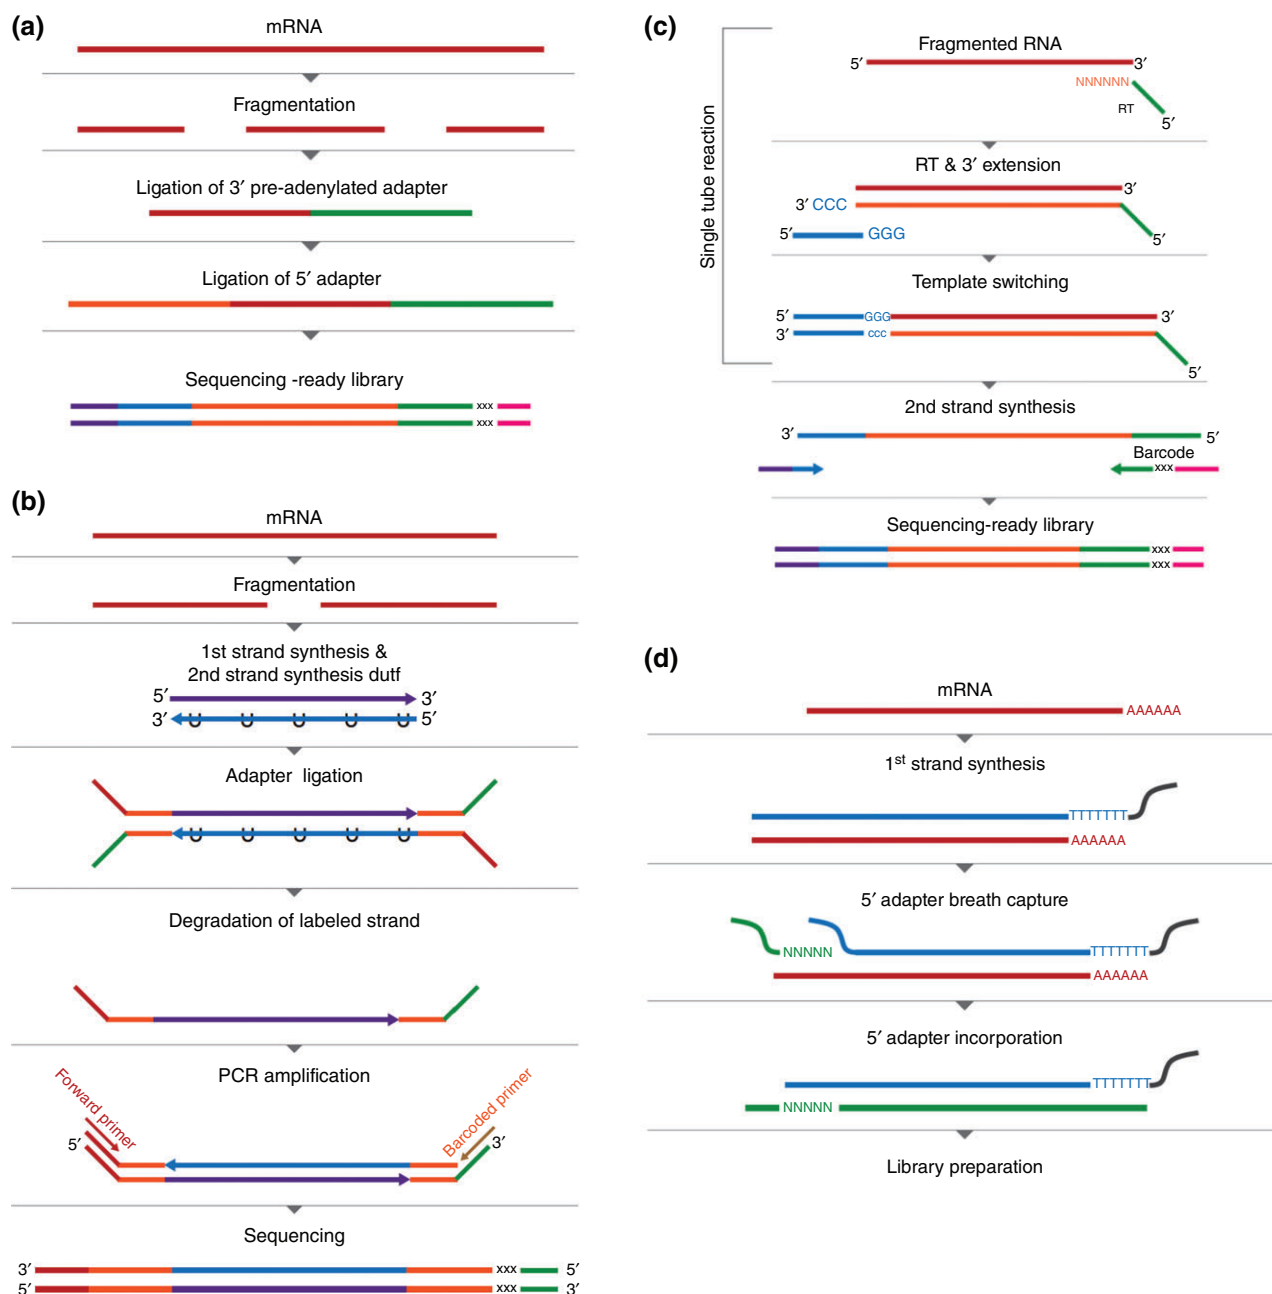 (a)
mRNA
Fragmentation
Ligation of 3′ pre-adenylated adapter
Ligation of 5′ adapter
Sequencing -ready library
xxx
xxx
(b)
mRNA
Fragmentation
1st strand synthesis &
2nd strand synthesis dutf
5′ 3′
3′ U U U U U 5′
Adapter ligation
U U U U U
Degradation of labeled strand
PCR amplification
Forward primer
Barcoded primer
5′ 3′
Sequencing
3′ xxx 5′
5′ xxx 3′
(c)
Single tube reaction
Fragmented RNA
5′ 3′
NNNNNN
RT
5′
RT & 3′ extension
3′
3′ CCC
5′ GGG 5′
Template switching
5′ GGG 3′
3′ CCC
5′
2nd strand synthesis
3′ 5′
Barcode
xxx
Sequencing-ready library
xxx
xxx
(d)
mRNA
AAAAAA
1st strand synthesis
TTTTTTT
AAAAAA
5′ adapter breath capture
NNNNN TTTTTTT
AAAAAA
5′ adapter incorporation
TTTTTTT
NNNNN
Library preparation